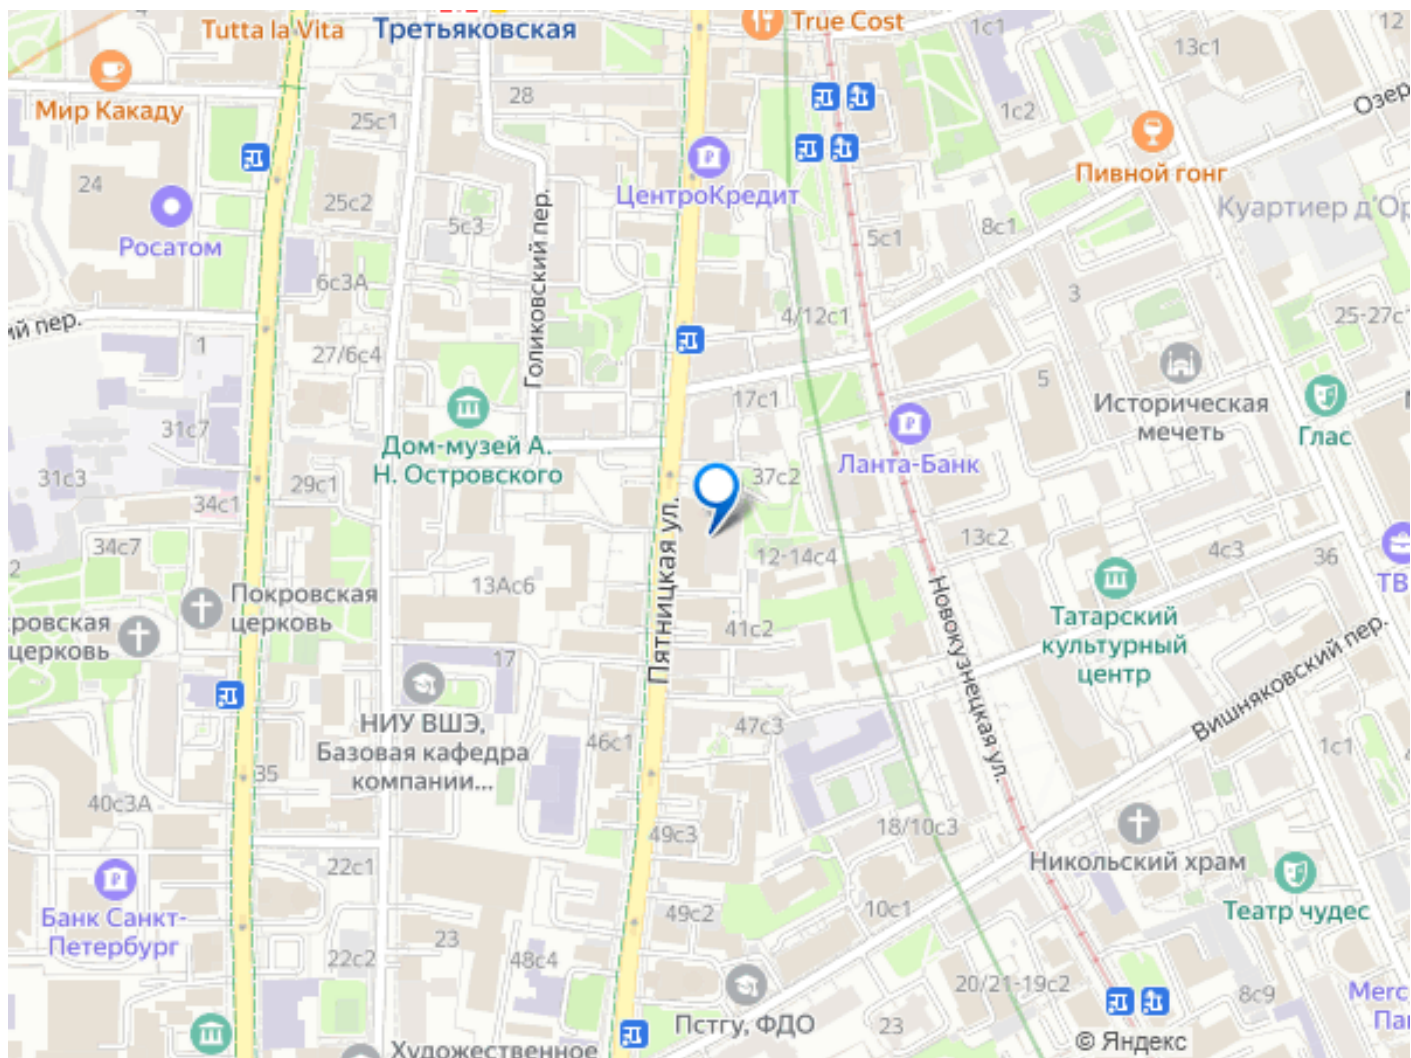 Tutta la Vita
Третьяковская
True Cost
1с1
12
13с1
Мир Какаду
28
25с1
1с2
Озер
Пивной гонг
24
ЦентроКредит
25с2
5с3
Росатом
Голиковский пер.
5с1
8с1
Куартиер д'Ор
6с3А
3
4/12с1
25-27с1
ий пер.
1
27/6с4
5
17с1
Историческая
мечеть
Глас
31с7
Дом-музей А.
Н. Островского
Ланта-Банк
31с3
29с1
37с2
34с1
Пятницкая ул.
13с2
34с7
12-14с4
4с3
36
2
13Ас6
ТВ
Покровская
церковь
кровская
церковь
41с2
Новокузнецкая ул.
Татарский
культурный
центр
Вишняковский пер.
17
НИУ ВШЭ,
Базовая кафедра
компании...
46с1
47с3
1с1
35
40с3А
49с3
18/10с3
Никольский храм
22с1
Банк Санкт-
Петербург
49с2
10с1
Театр чудес
23
22с2
48с4
20/21-19с2
8с9
Merc
Па
Пстгу, ФДО
23
© Яндекс
Художественное